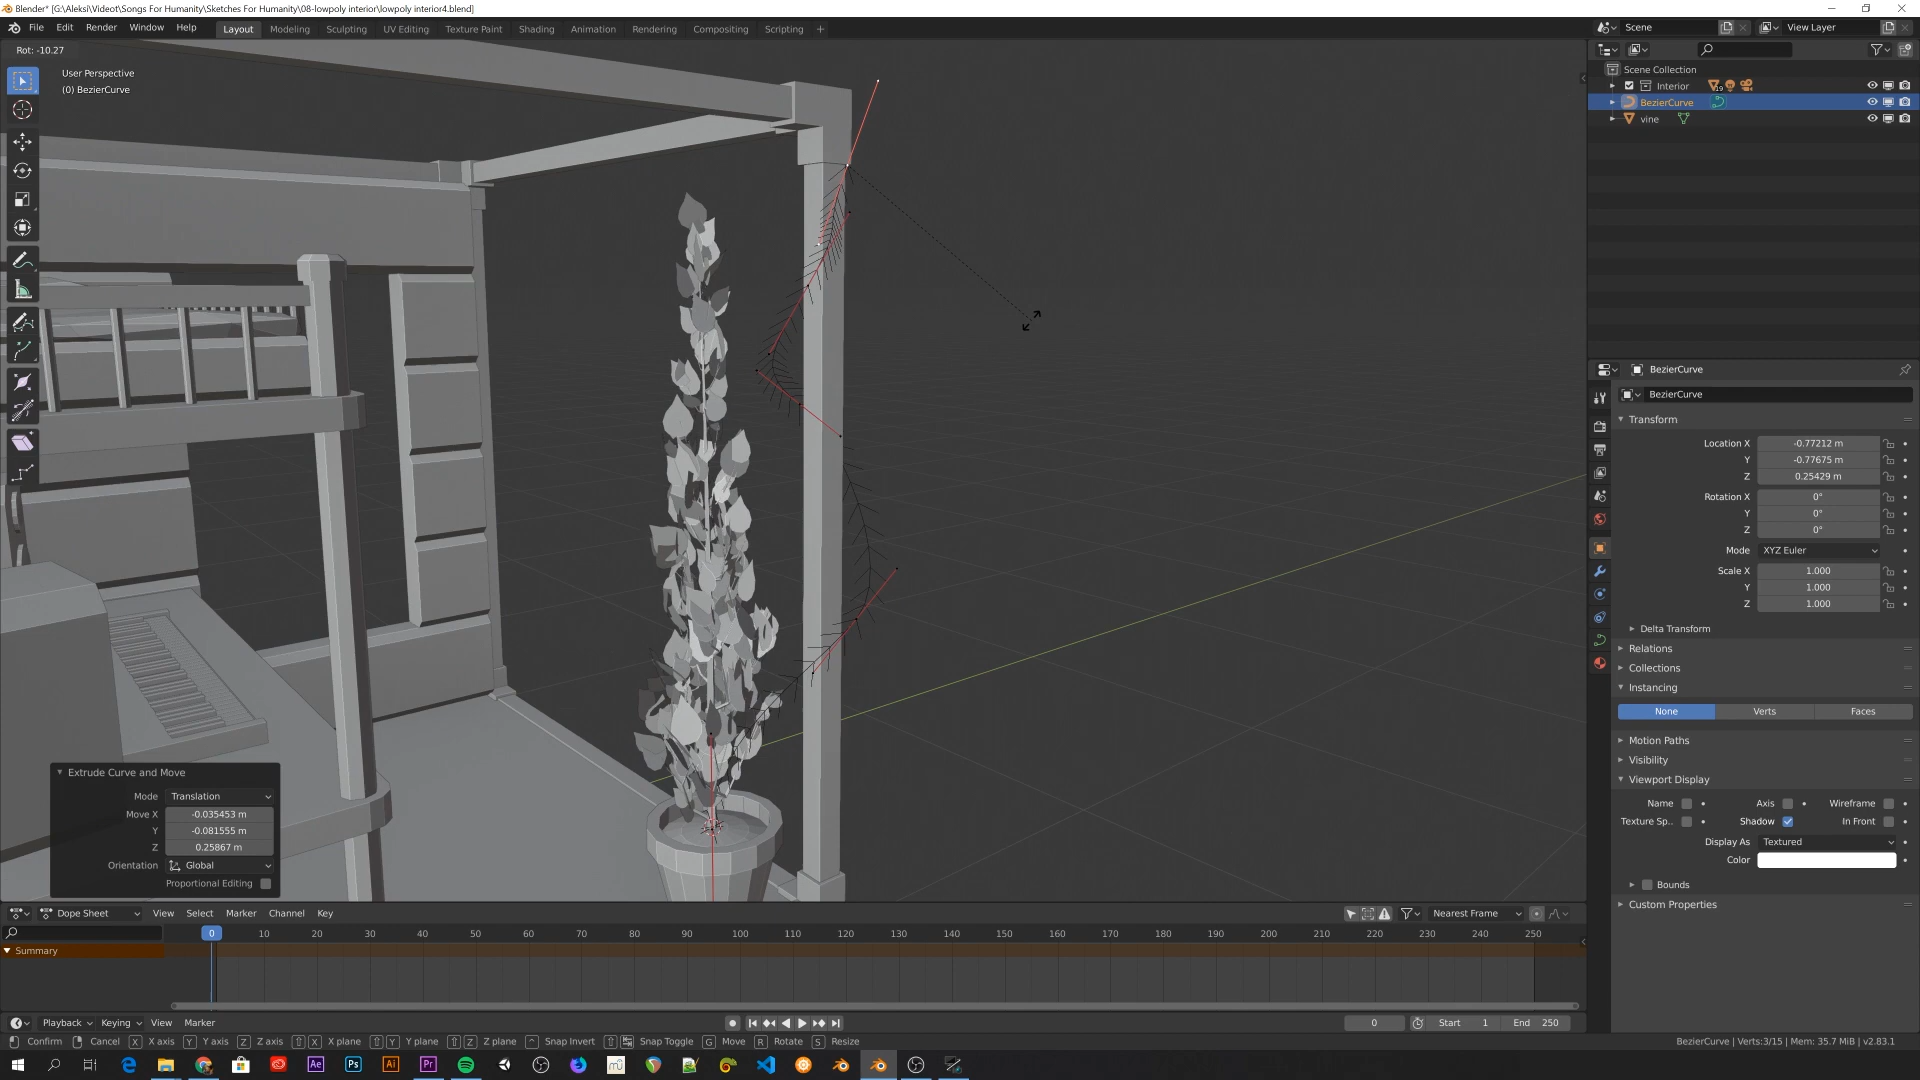 Blender* [G:\Aleksi\Videot\Songs For Humanity\Sketches For Humanity\08-lowpoly interior\lowpoly interior4.blend]
File Edit Render Window Help Layout Modeling Sculpting UV Editing Texture Paint Shading Animation Rendering Compositing Scripting + Scene View Layer
Rot: -10.27
User Perspective
(0) BezierCurve
Scene Collection
Interior 19
BezierCurve
vine
BezierCurve
BezierCurve
Transform
Location X -0.77212 m
Y -0.77675 m
Z 0.25429 m
Rotation X 0°
Y 0°
Z 0°
Mode XYZ Euler
Scale X 1.000
Y 1.000
Z 1.000
Delta Transform
Relations
Collections
Instancing
None Verts Faces
Motion Paths
Visibility
Viewport Display
Name Axis Wireframe
Texture Sp.. Shadow In Front
Display As Textured
Color
Bounds
Custom Properties
Extrude Curve and Move
Mode Translation
Move X -0.035453 m
Y -0.081555 m
Z 0.25867 m
Orientation Global
Proportional Editing
Dope Sheet View Select Marker Channel Key Nearest Frame
0 10 20 30 40 50 60 70 80 90 100 110 120 130 140 150 160 170 180 190 200 210 220 230 240 250
Summary
Playback Keying View Marker 0 Start 1 End 250
Confirm Cancel X X axis Y Y axis Z Z axis X X plane Y Y plane Z Z plane Snap Invert Snap Toggle G Move R Rotate S Resize BezierCurve | Verts:3/15 | Mem: 35.7 MiB | v2.83.1
Ae Ps Ai Pr